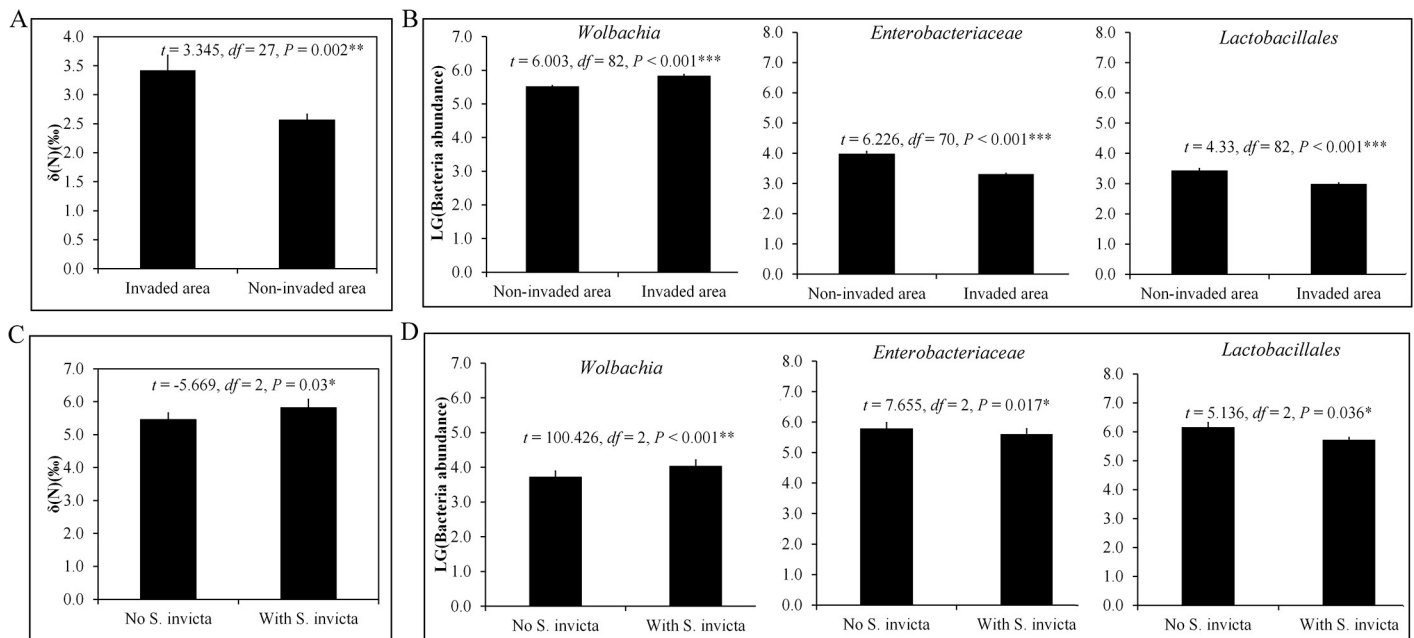 A
t = 3.345, df = 27, P = 0.002**
δ(N)(‰)
4.0
3.5
3.0
2.5
2.0
1.5
1.0
0.5
0.0
Invaded area
Non-invaded area
B
Wolbachia
t = 6.003, df = 82, P < 0.001***
LG(Bacteria abundance)
7.0
6.0
5.0
4.0
3.0
2.0
1.0
0.0
Non-invaded area
Invaded area
Enterobacteriaceae
t = 6.226, df = 70, P < 0.001***
8.0
7.0
6.0
5.0
4.0
3.0
2.0
1.0
0.0
Non-invaded area
Invaded area
Lactobacillales
t = 4.33, df = 82, P < 0.001***
8.0
7.0
6.0
5.0
4.0
3.0
2.0
1.0
0.0
Non-invaded area
Invaded area
C
t = -5.669, df = 2, P = 0.03*
δ(N)(‰)
7.0
6.0
5.0
4.0
3.0
2.0
1.0
0.0
No S. invicta
With S. invicta
D
Wolbachia
t = 100.426, df = 2, P < 0.001**
LG(Bacteria abundance)
7.0
6.0
5.0
4.0
3.0
2.0
1.0
0.0
No S. invicta
With S. invicta
Enterobacteriaceae
t = 7.655, df = 2, P = 0.017*
8.0
7.0
6.0
5.0
4.0
3.0
2.0
1.0
0.0
No S. invicta
With S. invicta
Lactobacillales
t = 5.136, df = 2, P = 0.036*
8.0
7.0
6.0
5.0
4.0
3.0
2.0
1.0
0.0
No S. invicta
With S. invicta